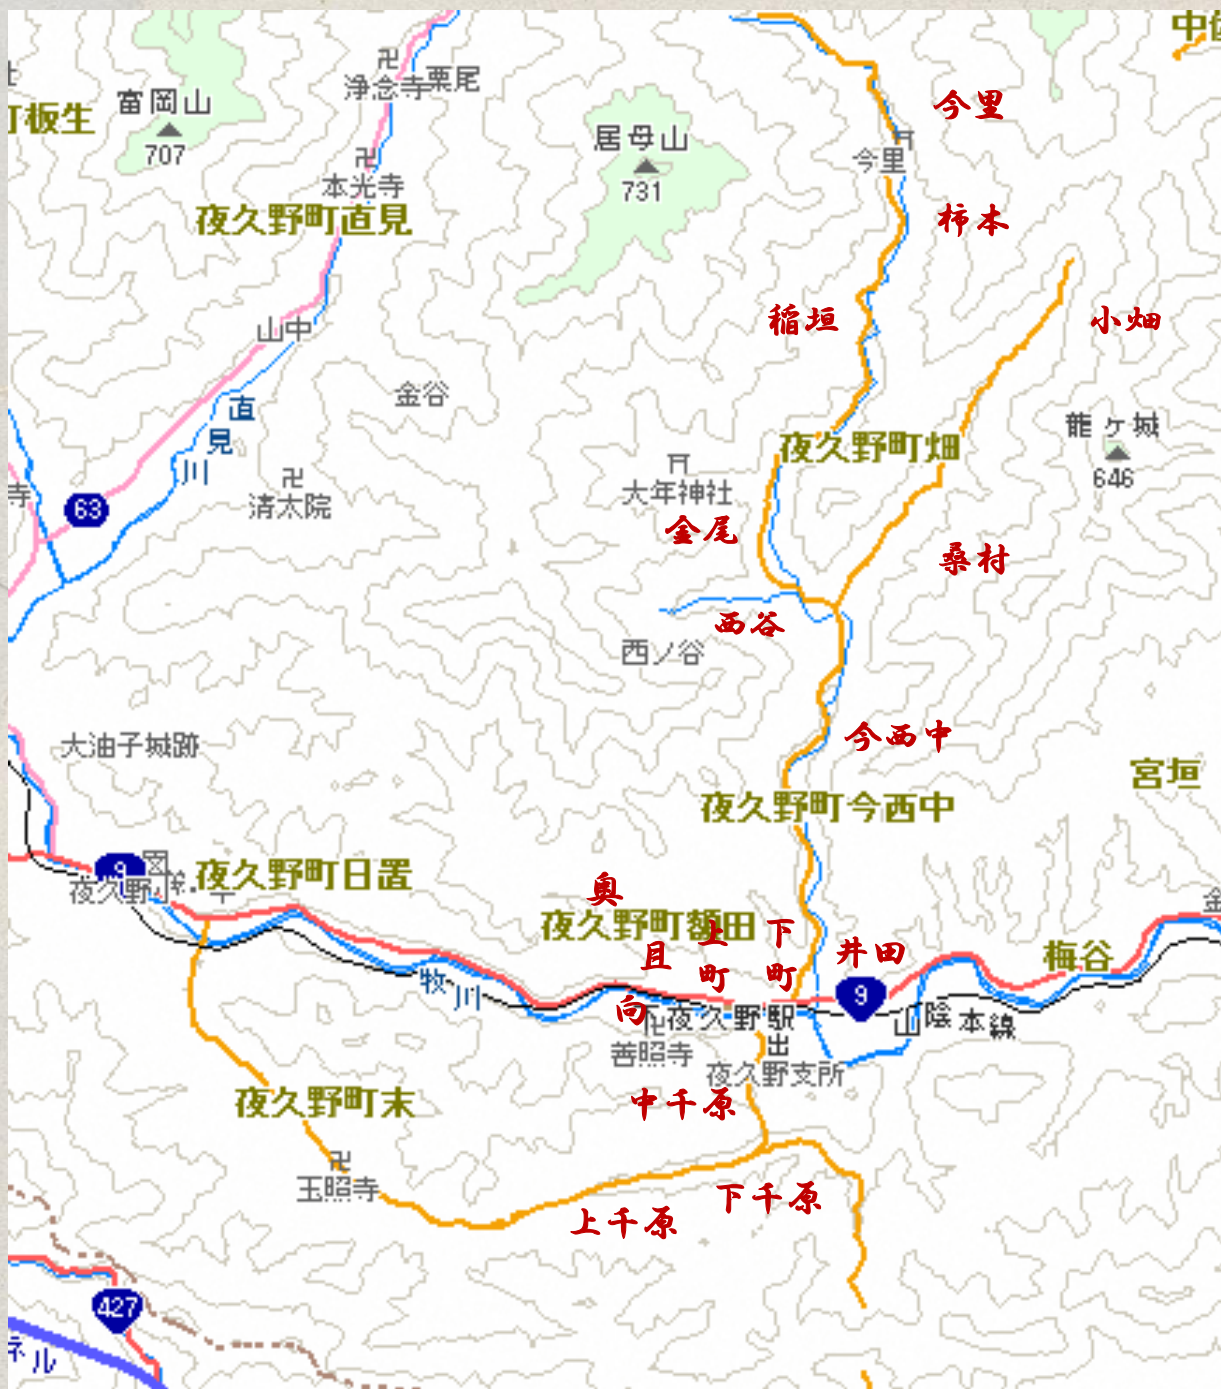 浄念寺
栗尾
富岡山
707
町板生
今里
居母山
731
今里
本光寺
夜久野町直見
柿本
稲垣
小畑
山中
金谷
直見川
龍ヶ城
646
夜久野町畑
大年神社
清太院
寺
63
金尾
桑村
西谷
西ノ谷
今西中
大油子城跡
宮垣
夜久野町今西中
9
夜久野町日置
夜久野
奥
夜久野町額田
上町
下町
井田
梅谷
旦
牧川
9
向
下夜久野駅
山陰本線
出
善照寺
夜久野支所
夜久野町末
中千原
玉照寺
下千原
上千原
427
ネル